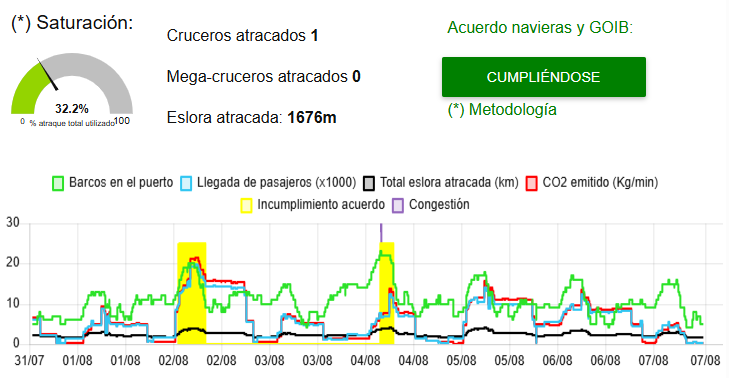 (*) Saturación:
32.2%
0 % atraque total utilizado 100
Cruceros atracados 1
Mega-cruceros atracados 0
Eslora atracada: 1676m
Acuerdo navieras y GOIB:
CUMPLIÉNDOSE
(*) Metodología
Barcos en el puerto Llegada de pasajeros (x1000) Total eslora atracada (km) CO2 emitido (Kg/min)
Incumplimiento acuerdo Congestión
30
20
10
0
31/07 01/08 01/08 02/08 02/08 03/08 03/08 04/08 04/08 05/08 05/08 06/08 06/08 07/08 07/08